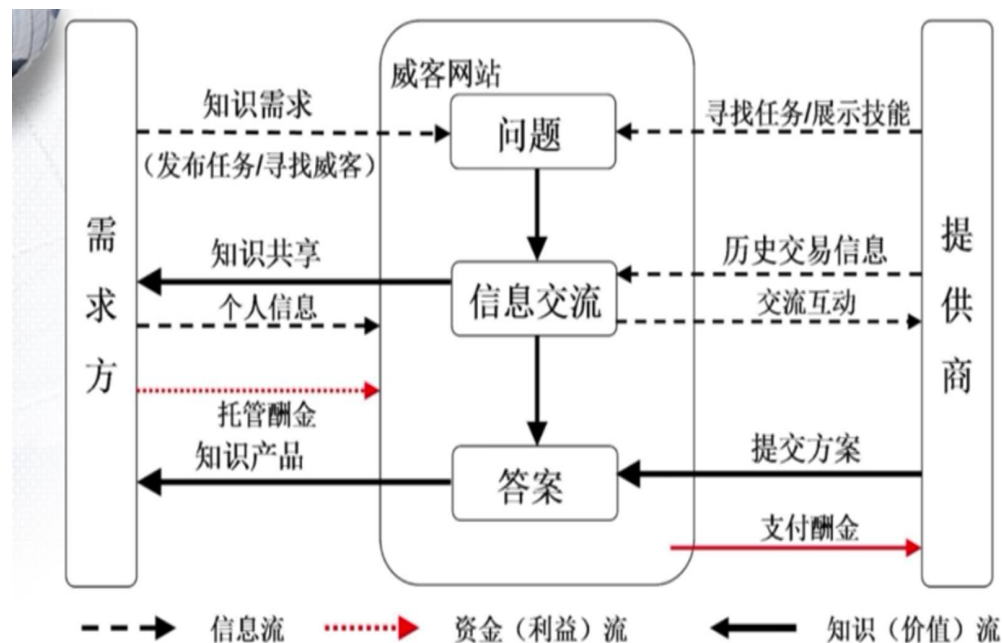 威客网站
知识需求
(发布任务/寻找威客)
问题
寻找任务/展示技能
需求方
知识共享
个人信息
信息交流
历史交易信息
交流互动
提供商
托管酬金
知识产品
答案
提交方案
支付酬金
信息流
资金(利益)流
知识(价值)流